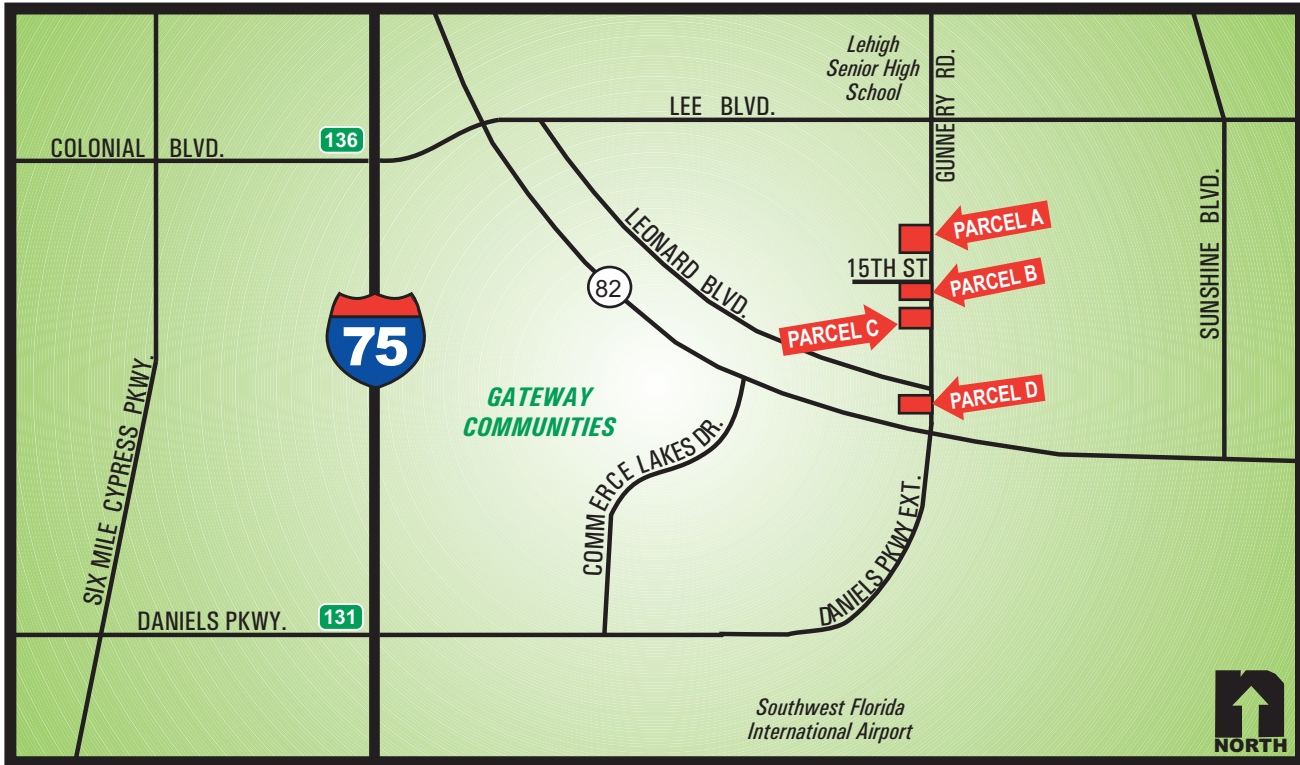 Lehigh
Senior High
School
GUNNERY RD.
LEE BLVD.
COLONIAL BLVD.
136
PARCEL A
15TH ST
PARCEL B
PARCEL C
PARCEL D
LEONARD BLVD.
82
SUNSHINE BLVD.
75
GATEWAY
COMMUNITIES
SIX MILE CYPRESS PKWY.
COMMERCE LAKES DR.
DANIELS PKWY EXT.
DANIELS PKWY.
131
Southwest Florida
International Airport
n
NORTH